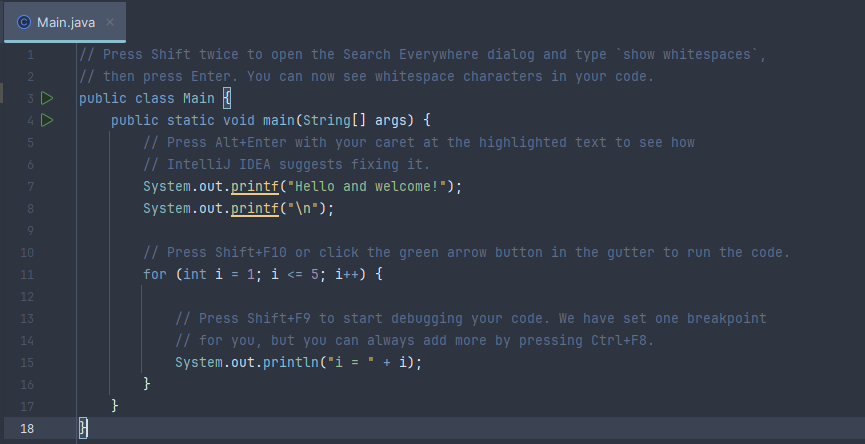 Main.java
1 // Press Shift twice to open the Search Everywhere dialog and type `show whitespaces`,
2 // then press Enter. You can now see whitespace characters in your code.
3 public class Main {
4     public static void main(String[] args) {
5         // Press Alt+Enter with your caret at the highlighted text to see how
6         // IntelliJ IDEA suggests fixing it.
7         System.out.printf("Hello and welcome!");
8         System.out.printf("\n");
9
10         // Press Shift+F10 or click the green arrow button in the gutter to run the code.
11         for (int i = 1; i <= 5; i++) {
12
13             // Press Shift+F9 to start debugging your code. We have set one breakpoint
14             // for you, but you can always add more by pressing Ctrl+F8.
15             System.out.println("i = " + i);
16         }
17     }
18 }